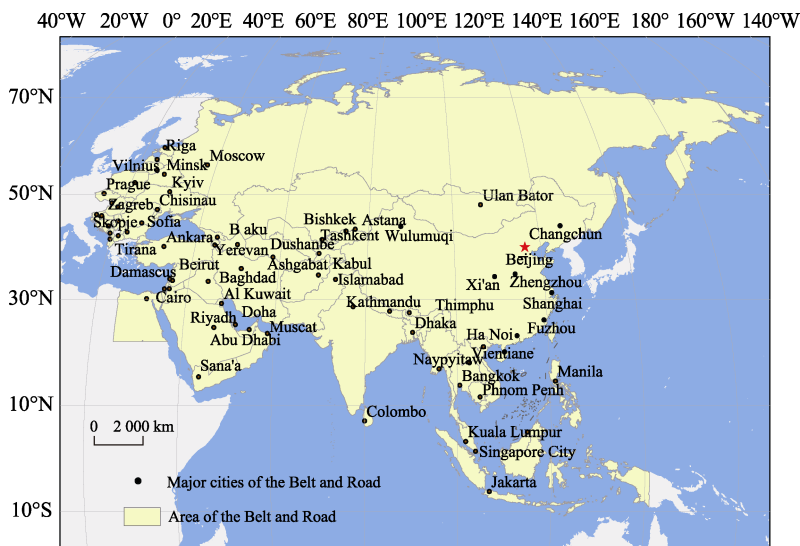 40°W 20°W 0° 20°E 40°E 60°E 80°E 100°E 120°E 140°E 160°E 180° 160°W 140°W
70°N
Riga
Moscow
Vilnius Minsk
Prague Kyiv
50°N
Ulan Bator
Zagreb Chisinau
Bishkek Astana
Skopje Sofia
B aku Tashkent Wulumuqi Changchun
Ankara Dushanbe
Tirana Yerevan
Beijing
Beirut Ashgabat Kabul
Damascus Baghdad Islamabad Xi'an Zhengzhou
30°N
Cairo Al Kuwait Kathmandu Thimphu Shanghai
Riyadh Doha Dhaka Fuzhou
Abu Dhabi Muscat Ha Noi
Naypyitaw Vientiane
Sana'a Bangkok Manila
Phnom Penh
10°N
Colombo
0 2 000 km
Kuala Lumpur
Singapore City
Major cities of the Belt and Road Jakarta
10°S
Area of the Belt and Road